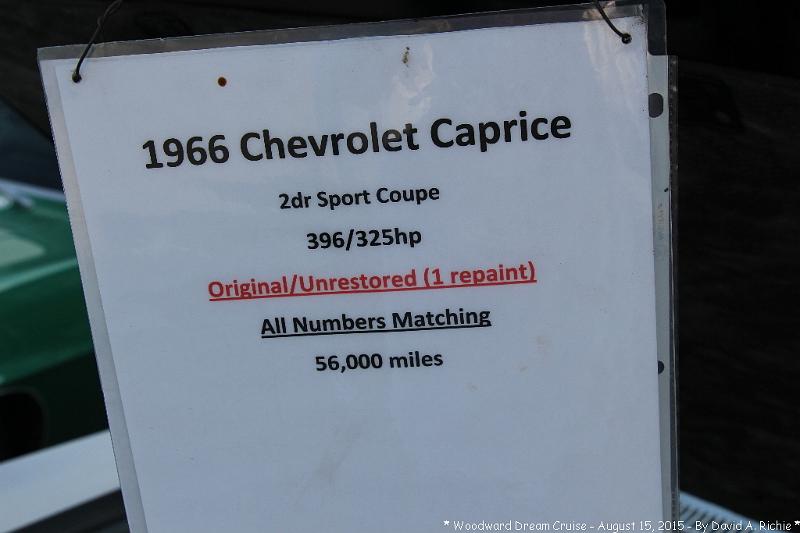 1966 Chevrolet Caprice
2dr Sport Coupe
396/325hp
Original/Unrestored (1 repaint)
All Numbers Matching
56,000 miles
* Woodward Dream Cruise - August 15, 2015 - By David A. Richie *